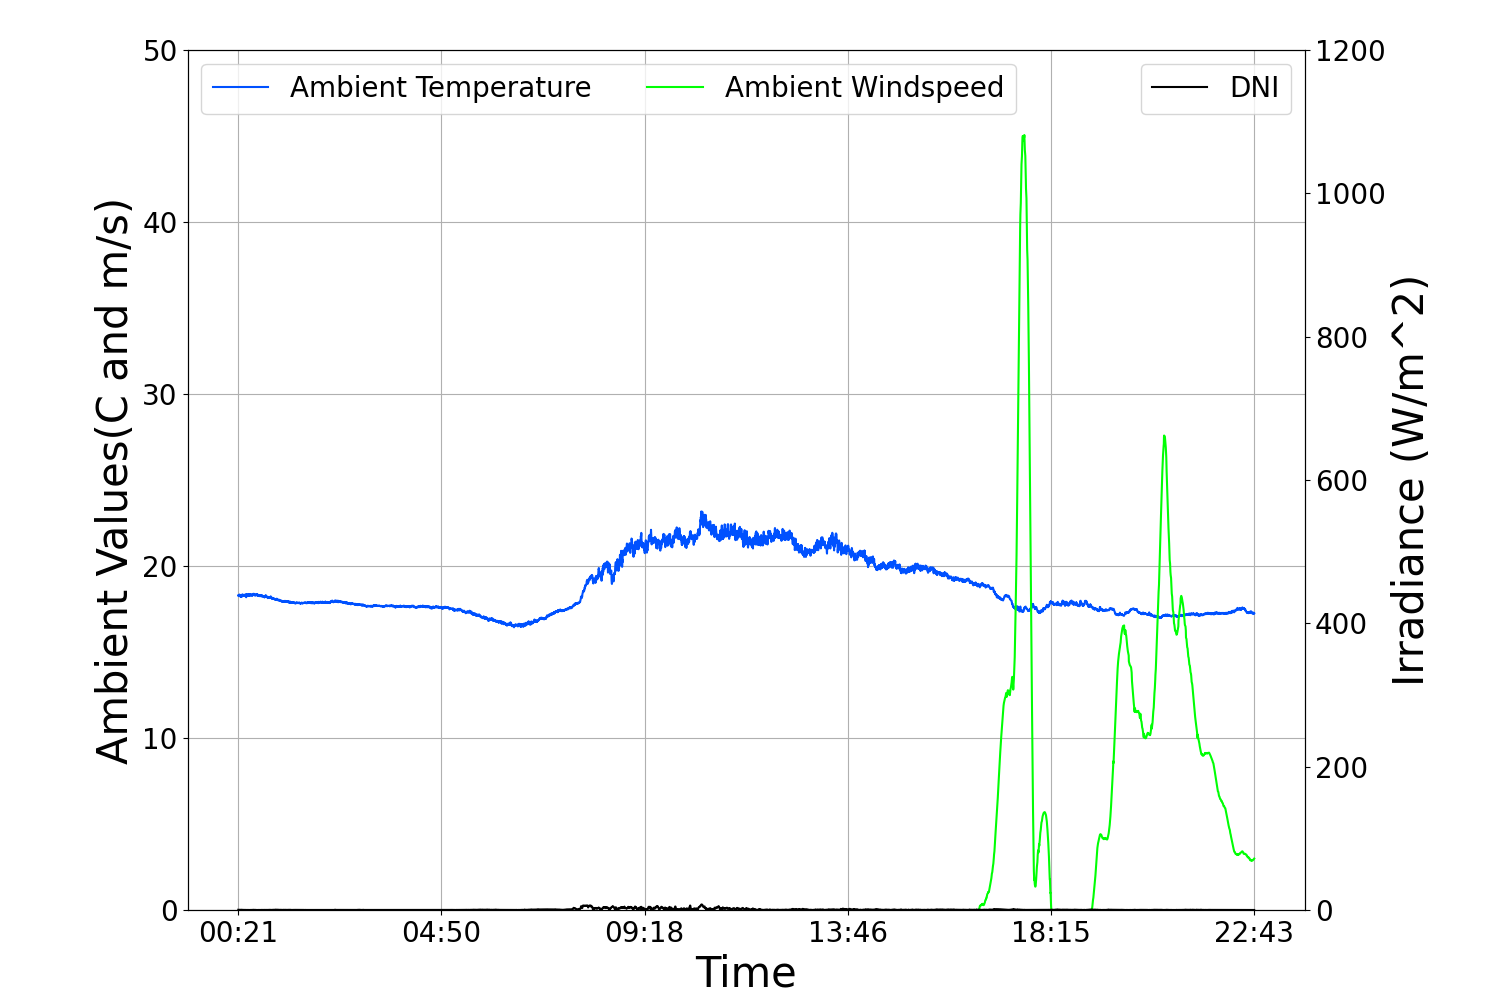 Ambient Temperature
Ambient Windspeed
DNI
50
40
30
20
10
0
Ambient Values(C and m/s)
1200
1000
800
600
400
200
0
Irradiance (W/m^2)
00:21 04:50 09:18 13:46 18:15 22:43
Time